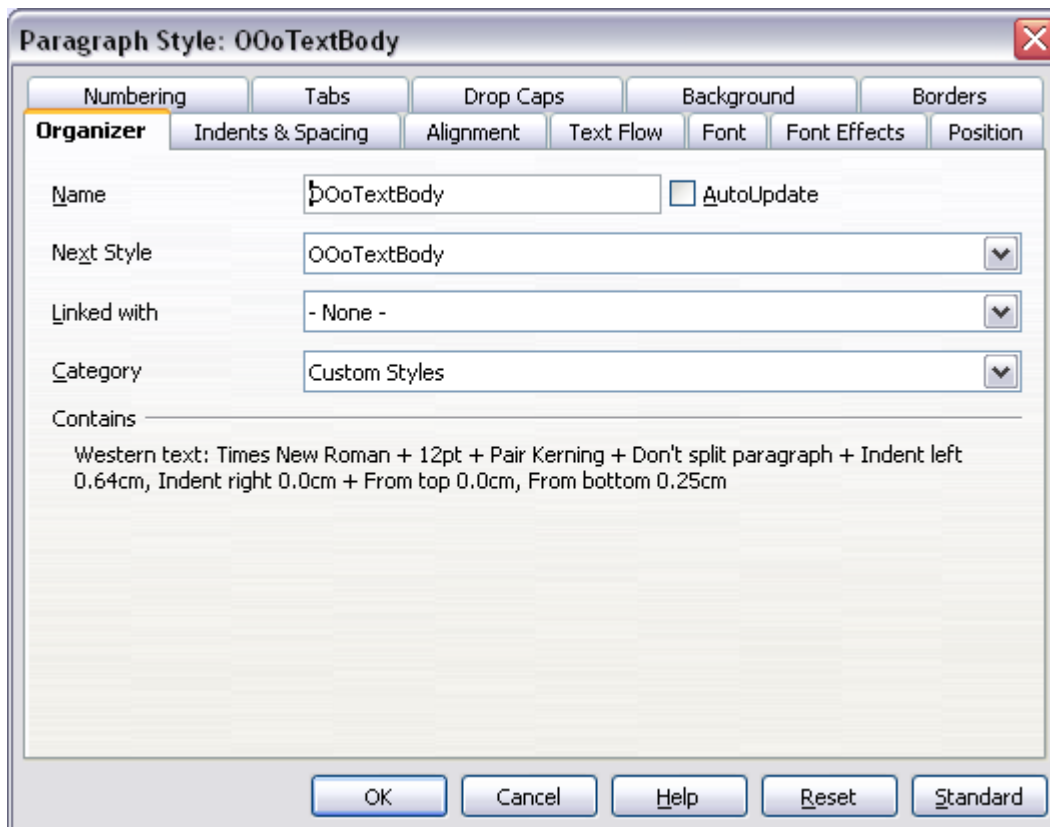 Paragraph Style: OOoTextBody
Numbering Tabs Drop Caps Background Borders
Organizer Indents & Spacing Alignment Text Flow Font Font Effects Position
Name OOoTextBody AutoUpdate
Next Style OOoTextBody
Linked with - None -
Category Custom Styles
Contains
Western text: Times New Roman + 12pt + Pair Kerning + Don't split paragraph + Indent left
0.64cm, Indent right 0.0cm + From top 0.0cm, From bottom 0.25cm
OK Cancel Help Reset Standard